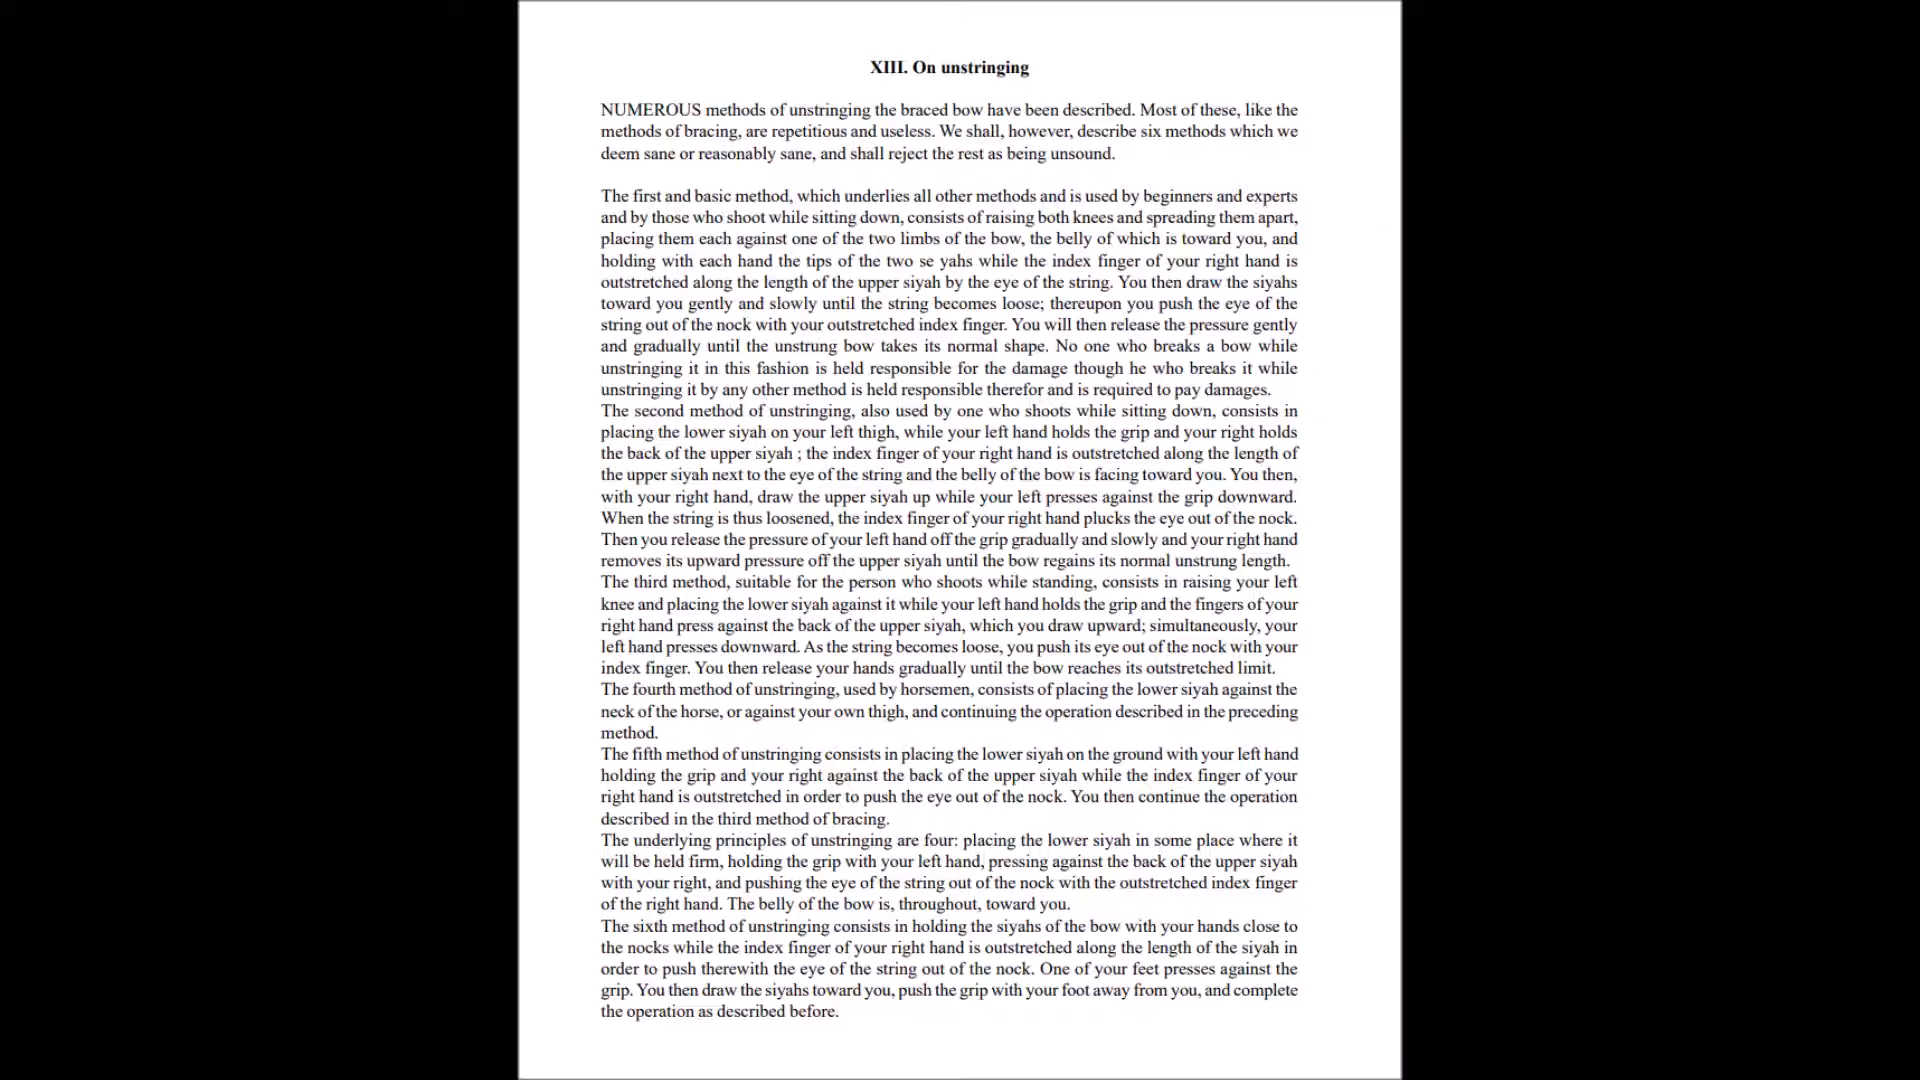 XIII. On unstringing
NUMEROUS methods of unstringing the braced bow have been described. Most of these, like the
methods of bracing, are repetitious and useless. We shall, however, describe six methods which we
deem sane or reasonably sane, and shall reject the rest as being unsound.
The first and basic method, which underlies all other methods and is used by beginners and experts
and by those who shoot while sitting down, consists of raising both knees and spreading them apart,
placing them each against one of the two limbs of the bow, the belly of which is toward you, and
holding with each hand the tips of the two se yahs while the index finger of your right hand is
outstretched along the length of the upper siyah by the eye of the string. You then draw the siyahs
toward you gently and slowly until the string becomes loose; thereupon you push the eye of the
string out of the nock with your outstretched index finger. You will then release the pressure gently
and gradually until the unstrung bow takes its normal shape. No one who breaks a bow while
unstringing it in this fashion is held responsible for the damage though he who breaks it while
unstringing it by any other method is held responsible therefor and is required to pay damages.
The second method of unstringing, also used by one who shoots while sitting down, consists in
placing the lower siyah on your left thigh, while your left hand holds the grip and your right holds
the back of the upper siyah ; the index finger of your right hand is outstretched along the length of
the upper siyah next to the eye of the string and the belly of the bow is facing toward you. You then,
with your right hand, draw the upper siyah up while your left presses against the grip downward.
When the string is thus loosened, the index finger of your right hand plucks the eye out of the nock.
Then you release the pressure of your left hand off the grip gradually and slowly and your right hand
removes its upward pressure off the upper siyah until the bow regains its normal unstrung length.
The third method, suitable for the person who shoots while standing, consists in raising your left
knee and placing the lower siyah against it while your left hand holds the grip and the fingers of your
right hand press against the back of the upper siyah, which you draw upward; simultaneously, your
left hand presses downward. As the string becomes loose, you push its eye out of the nock with your
index finger. You then release your hands gradually until the bow reaches its outstretched limit.
The fourth method of unstringing, used by horsemen, consists of placing the lower siyah against the
neck of the horse, or against your own thigh, and continuing the operation described in the preceding
method.
The fifth method of unstringing consists in placing the lower siyah on the ground with your left hand
holding the grip and your right against the back of the upper siyah while the index finger of your
right hand is outstretched in order to push the eye out of the nock. You then continue the operation
described in the third method of bracing.
The underlying principles of unstringing are four: placing the lower siyah in some place where it
will be held firm, holding the grip with your left hand, pressing against the back of the upper siyah
with your right, and pushing the eye of the string out of the nock with the outstretched index finger
of the right hand. The belly of the bow is, throughout, toward you.
The sixth method of unstringing consists in holding the siyahs of the bow with your hands close to
the nocks while the index finger of your right hand is outstretched along the length of the siyah in
order to push therewith the eye of the string out of the nock. One of your feet presses against the
grip. You then draw the siyahs toward you, push the grip with your foot away from you, and complete
the operation as described before.